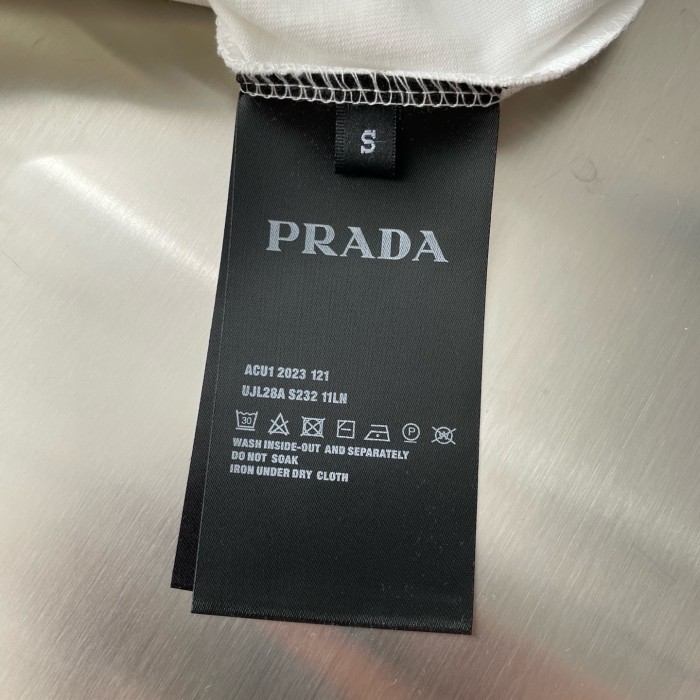 S
PRADA
ACU1 2023 121
UJL28A S232 11LN
30
P
W
WASH INSIDE-OUT AND SEPARATELY
DO NOT SOAK
IRON UNDER DRY CLOTH